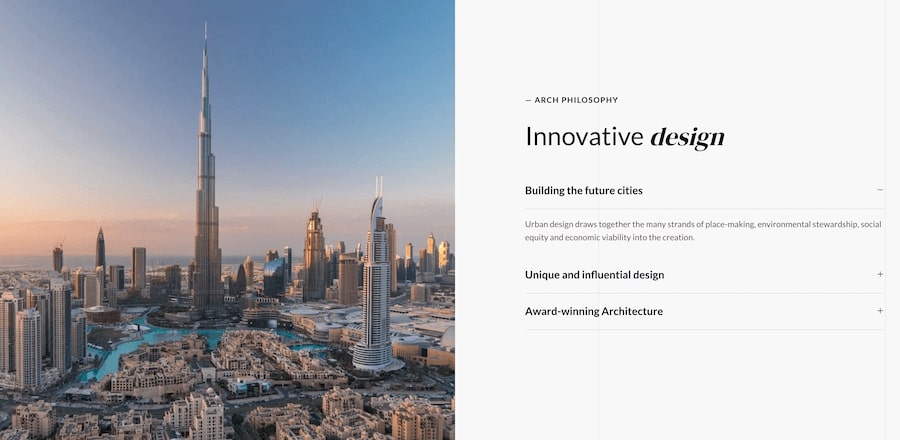 — ARCH PHILOSOPHY
Innovative design
Building the future cities −
Urban design draws together the many strands of place-making, environmental stewardship, social
equity and economic viability into the creation.
Unique and influential design +
Award-winning Architecture +